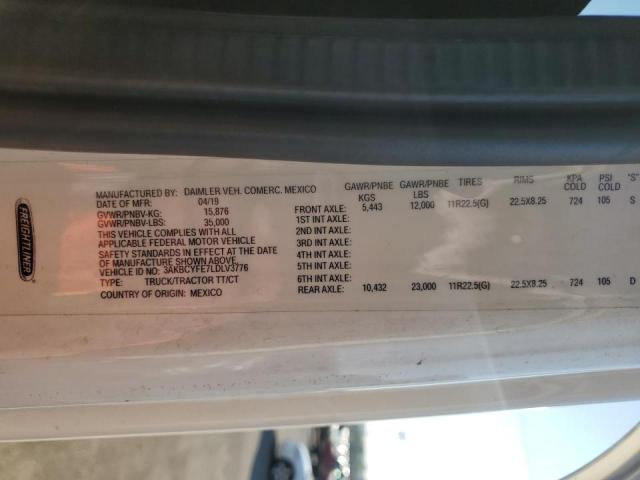 FREIGHTLINER
MANUFACTURED BY: DAIMLER VEH. COMERC. MEXICO
DATE OF MFR: 04/19
GVWR/PNBV-KG: 15,876
GVWR/PNBV-LBS: 35,000
THIS VEHICLE COMPLIES WITH ALL
APPLICABLE FEDERAL MOTOR VEHICLE
SAFETY STANDARDS IN EFFECT AT THE DATE
OF MANUFACTURE SHOWN ABOVE.
VEHICLE ID NO: 3AKBCYFE7LDLV3776
TYPE: TRUCK/TRACTOR TT/CT
COUNTRY OF ORIGIN: MEXICO
GAWR/PNBE GAWR/PNBE TIRES RIMS KPA PSI "S"
KGS LBS COLD COLD
FRONT AXLE: 5,443 12,000 11R22.5(G) 22.5X8.25 724 105 S
1ST INT AXLE:
2ND INT AXLE:
3RD INT AXLE:
4TH INT AXLE:
5TH INT AXLE:
6TH INT AXLE:
REAR AXLE: 10,432 23,000 11R22.5(G) 22.5X8.25 724 105 D